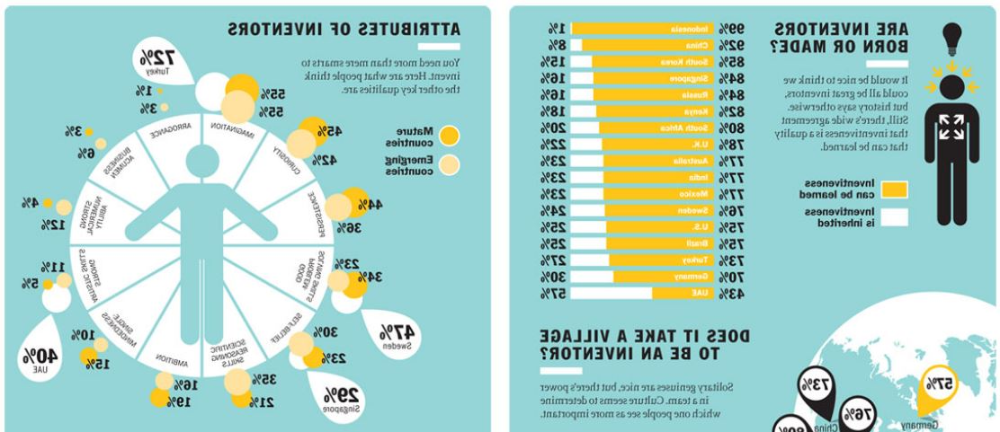 ARE INVENTORS
BORN OR MADE?
It would be nice to think we
could all be great inventors,
but history says otherwise.
Still, there's wide agreement
that inventiveness is a quality
that can be learned.
Inventiveness
can be learned
Inventiveness
is inherited
99% Indonesia 1%
92% China 8%
85% South Korea 15%
84% Singapore 16%
84% Russia 16%
82% Kenya 18%
80% South Africa 20%
78% U.K. 22%
77% Australia 23%
77% India 23%
77% Mexico 23%
76% Sweden 24%
75% U.S. 25%
75% Brazil 25%
73% Turkey 27%
70% Germany 30%
43% UAE 57%
DOES IT TAKE A VILLAGE
TO BE AN INVENTOR?
Solitary geniuses are nice, but there's power
in a team. Culture seems to determine
which one people see as more important.
57%
Germany
73%
China
76%
80%
ATTRIBUTES OF INVENTORS
You need more than mere smarts to
invent. Here are what people think
the other key qualities are.
Mature
countries
Emerging
countries
72%
Turkey
IMAGINATION
55%
55%
CURIOSITY
45%
42%
PERSISTENCE
44%
36%
GOOD
PROBLEM
SOLVING SKILLS
23%
34%
47%
Sweden
SELF-BELIEF
30%
23%
29%
Singapore
SCIENTIFIC
REASONING
SKILLS
35%
21%
AMBITION
16%
19%
SINGLE-
MINDEDNESS
10%
15%
STRONG
ARTISTIC SKILLS
11%
5%
40%
UAE
STRONG
NUMERICAL
ABILITY
4%
12%
BUSINESS
ACUMEN
3%
6%
ARROGANCE
1%
3%